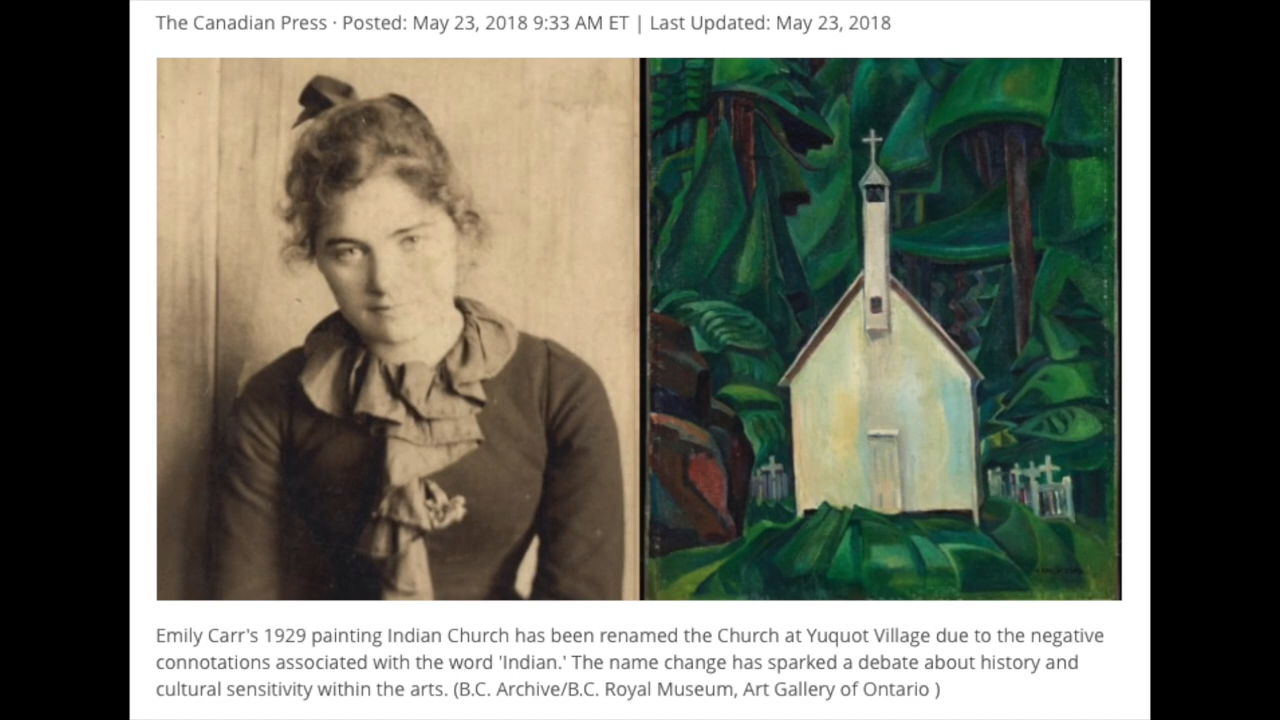 The Canadian Press · Posted: May 23, 2018 9:33 AM ET | Last Updated: May 23, 2018
Emily Carr's 1929 painting Indian Church has been renamed the Church at Yuquot Village due to the negative
connotations associated with the word 'Indian.' The name change has sparked a debate about history and
cultural sensitivity within the arts. (B.C. Archive/B.C. Royal Museum, Art Gallery of Ontario )